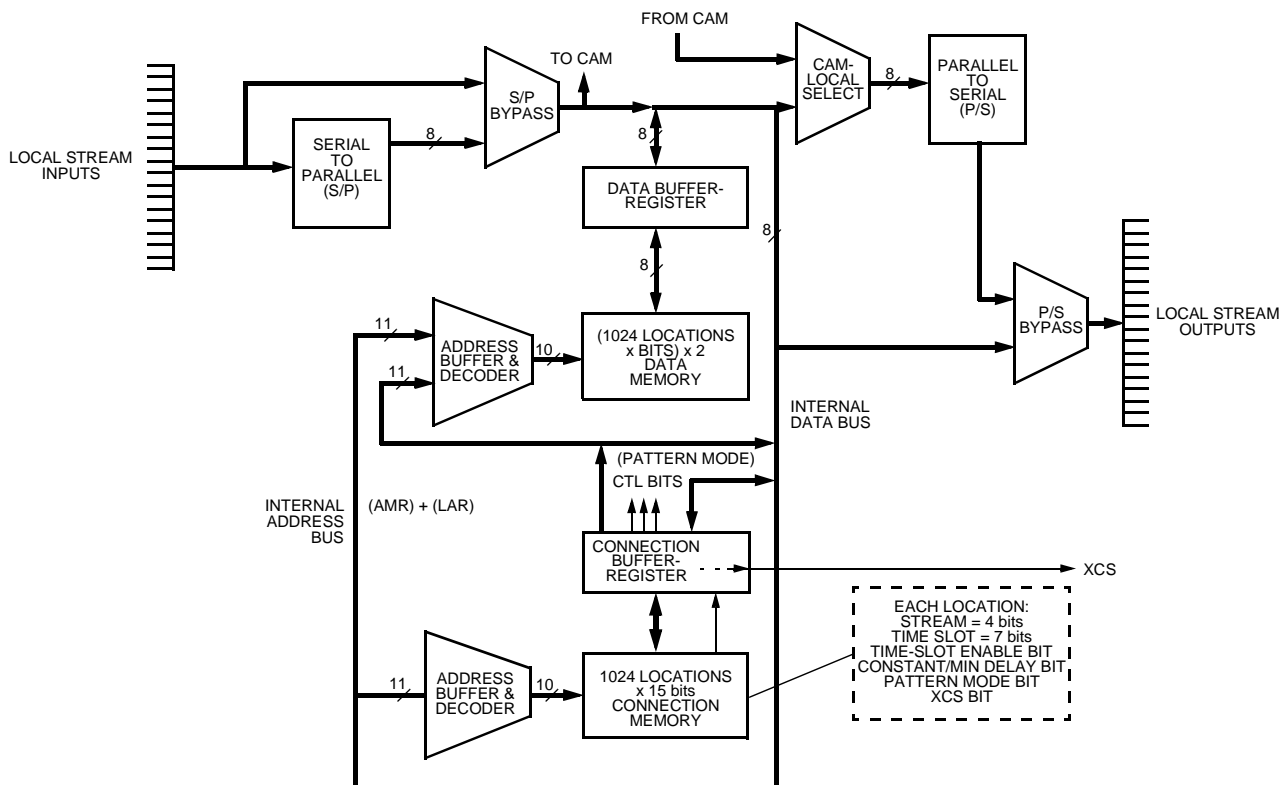 FROM CAM
TO CAM
S/P
BYPASS
CAM-
LOCAL
SELECT
8
PARALLEL
TO
SERIAL
(P/S)
LOCAL STREAM
INPUTS
SERIAL
TO
PARALLEL
(S/P)
8
8
DATA BUFFER-
REGISTER
8
8
11
11
ADDRESS
BUFFER &
DECODER
10
(1024 LOCATIONS
x BITS) x 2
DATA
MEMORY
P/S
BYPASS
LOCAL STREAM
OUTPUTS
INTERNAL
DATA BUS
(PATTERN MODE)
CTL BITS
INTERNAL
ADDRESS
BUS
(AMR) + (LAR)
CONNECTION
BUFFER-
REGISTER
XCS
11
ADDRESS
BUFFER &
DECODER
10
1024 LOCATIONS
x 15 bits
CONNECTION
MEMORY
EACH LOCATION:
STREAM = 4 bits
TIME SLOT = 7 bits
TIME-SLOT ENABLE BIT
CONSTANT/MIN DELAY BIT
PATTERN MODE BIT
XCS BIT